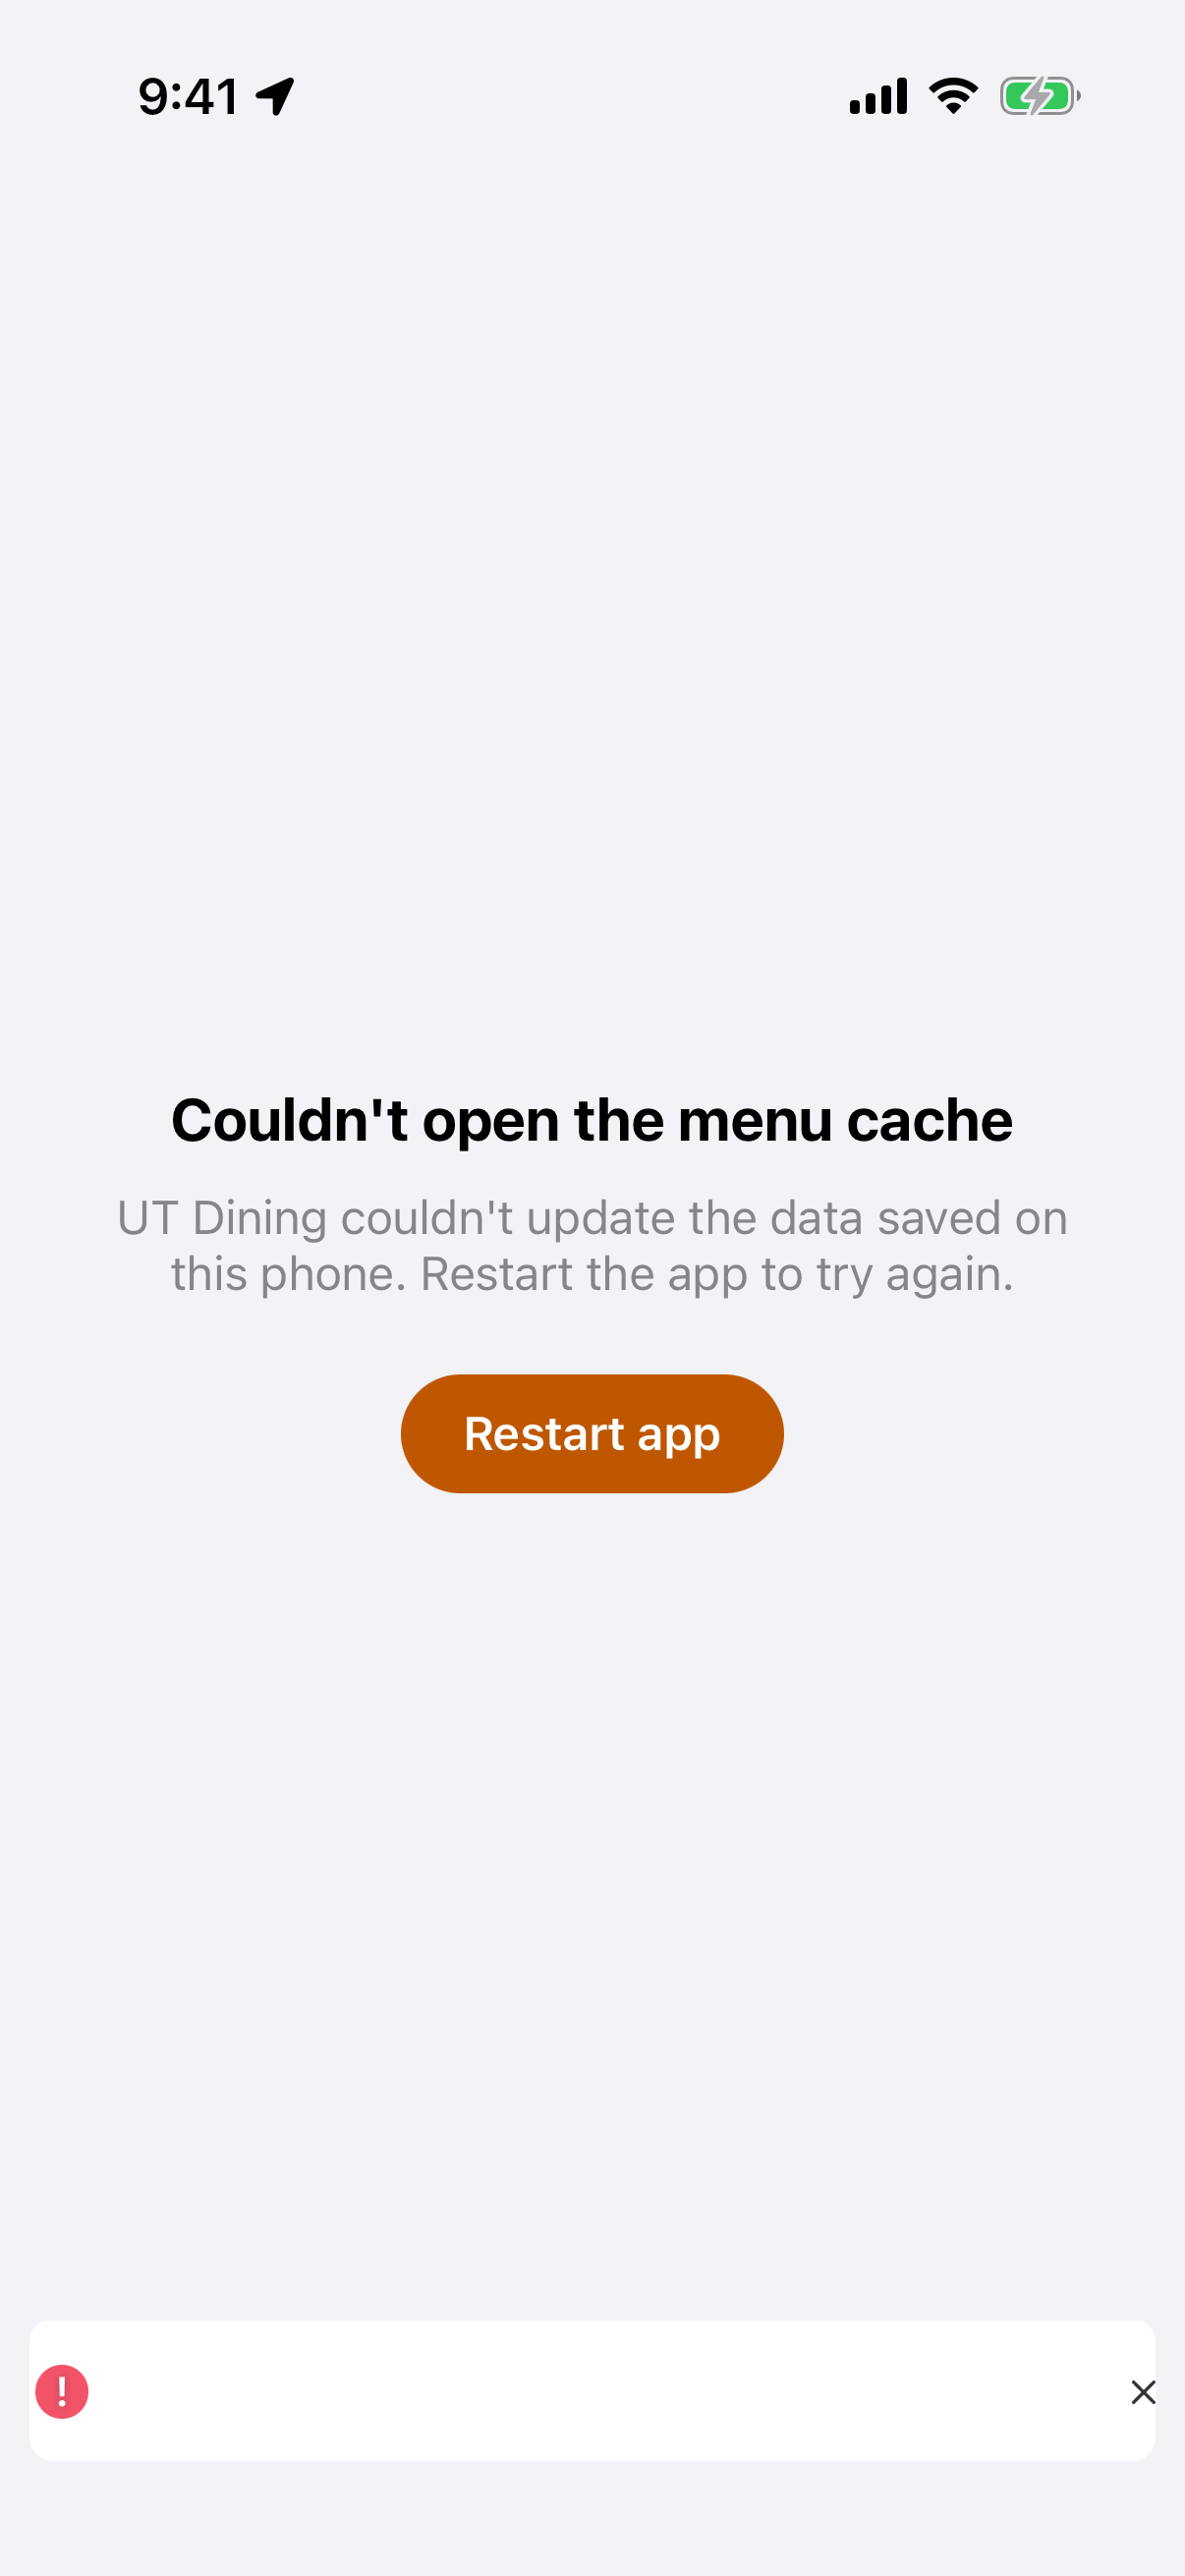 9:41
Couldn't open the menu cache
UT Dining couldn't update the data saved on
this phone. Restart the app to try again.
Restart app